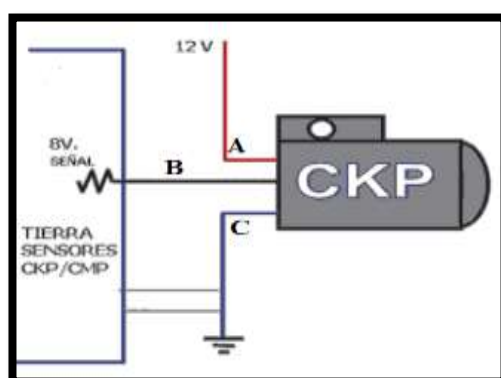 12 V
A
8V.
SEÑAL
B
CKP
C
TIERRA
SENSORES
CKP/CMP